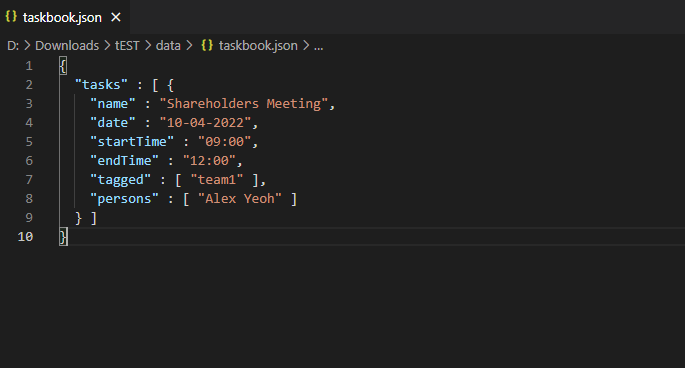 {} taskbook.json ×
D: > Downloads > tEST > data > {} taskbook.json > ...
1 {
2 "tasks" : [ {
3 "name" : "Shareholders Meeting",
4 "date" : "10-04-2022",
5 "startTime" : "09:00",
6 "endTime" : "12:00",
7 "tagged" : [ "team1" ],
8 "persons" : [ "Alex Yeoh" ]
9 } ]
10 }